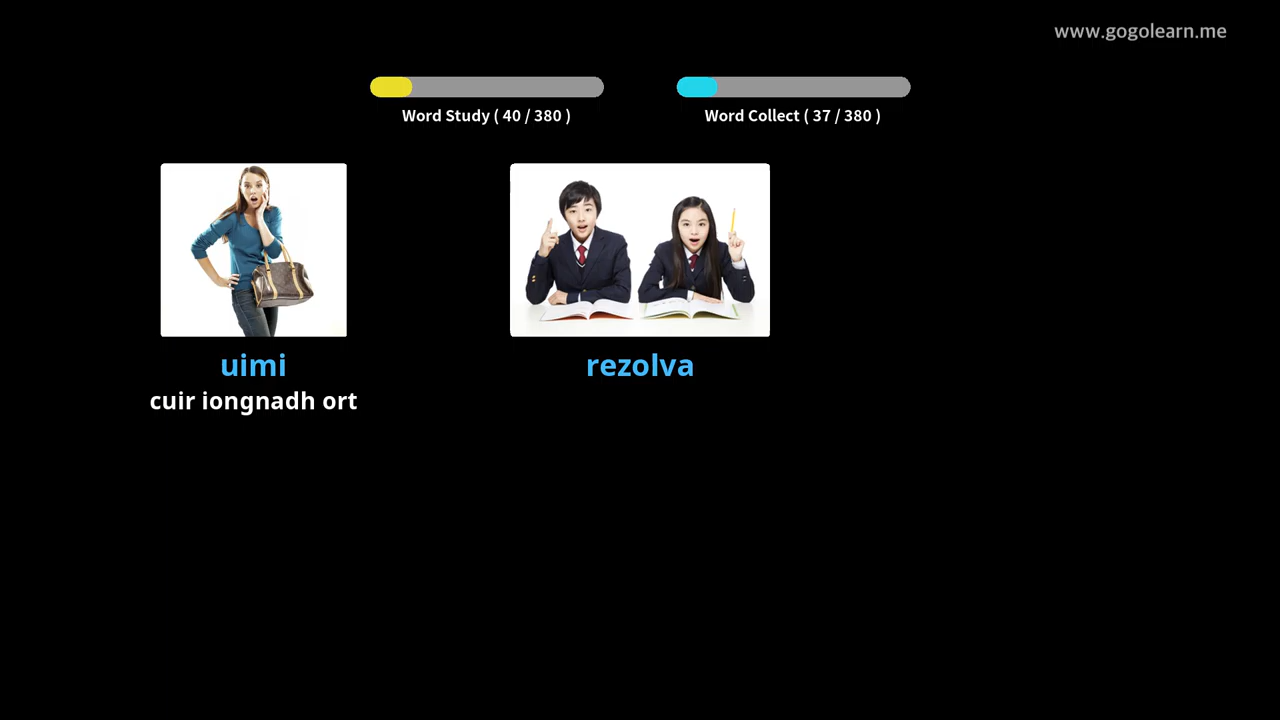 www.gogolearn.me
Word Study ( 40 / 380 )
Word Collect ( 37 / 380 )
uimi
cuir iongnadh ort
rezolva